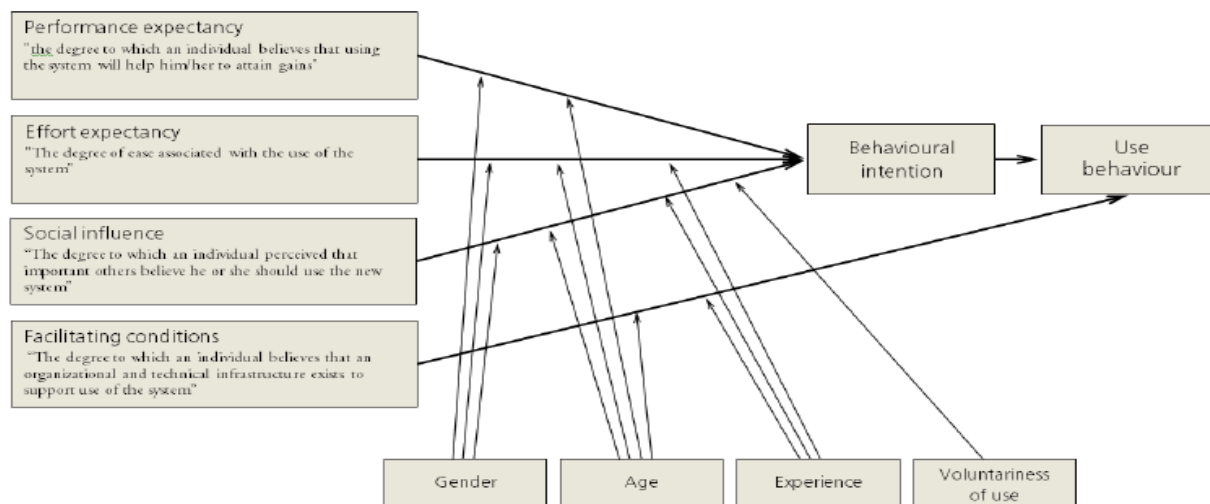 Performance expectancy
"the degree to which an individual believes that using
the system will help him/her to attain gains"
Effort expectancy
"The degree of ease associated with the use of the
system"
Social influence
“The degree to which an individual perceived that
important others believe he or she should use the new
system”
Facilitating conditions
“The degree to which an individual believes that an
organizational and technical infrastructure exists to
support use of the system”
Behavioural
intention
Use
behaviour
Gender
Age
Experience
Voluntariness
of use